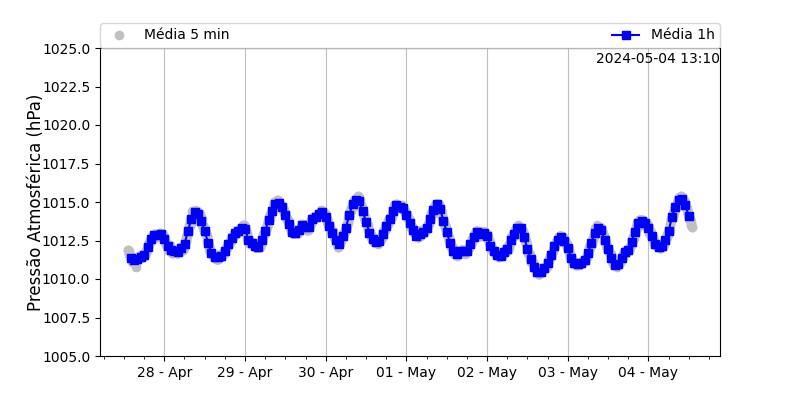 Média 5 min
Média 1h
2024-05-04 13:10
Pressão Atmosférica (hPa)
1025.0
1022.5
1020.0
1017.5
1015.0
1012.5
1010.0
1007.5
1005.0
28 - Apr
29 - Apr
30 - Apr
01 - May
02 - May
03 - May
04 - May